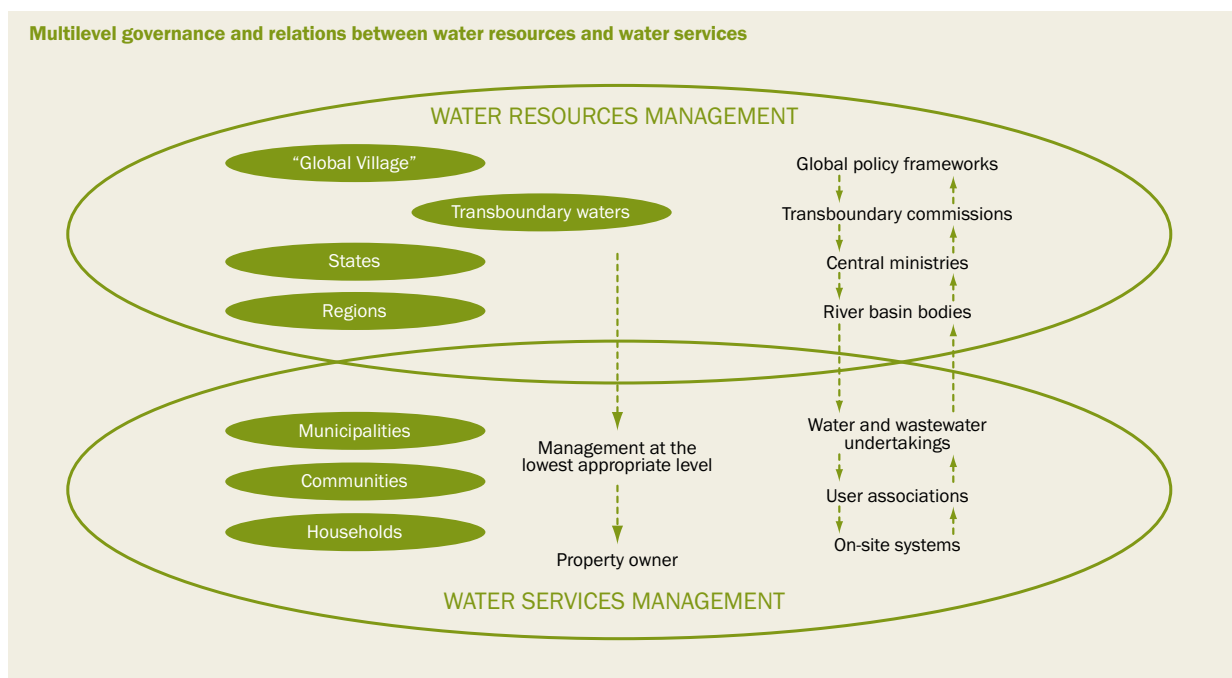 Multilevel governance and relations between water resources and water services
WATER RESOURCES MANAGEMENT
“Global Village”
Transboundary waters
States
Regions
Global policy frameworks
Transboundary commissions
Central ministries
River basin bodies
Municipalities
Communities
Households
Management at the
lowest appropriate level
Property owner
Water and wastewater
undertakings
User associations
On-site systems
WATER SERVICES MANAGEMENT